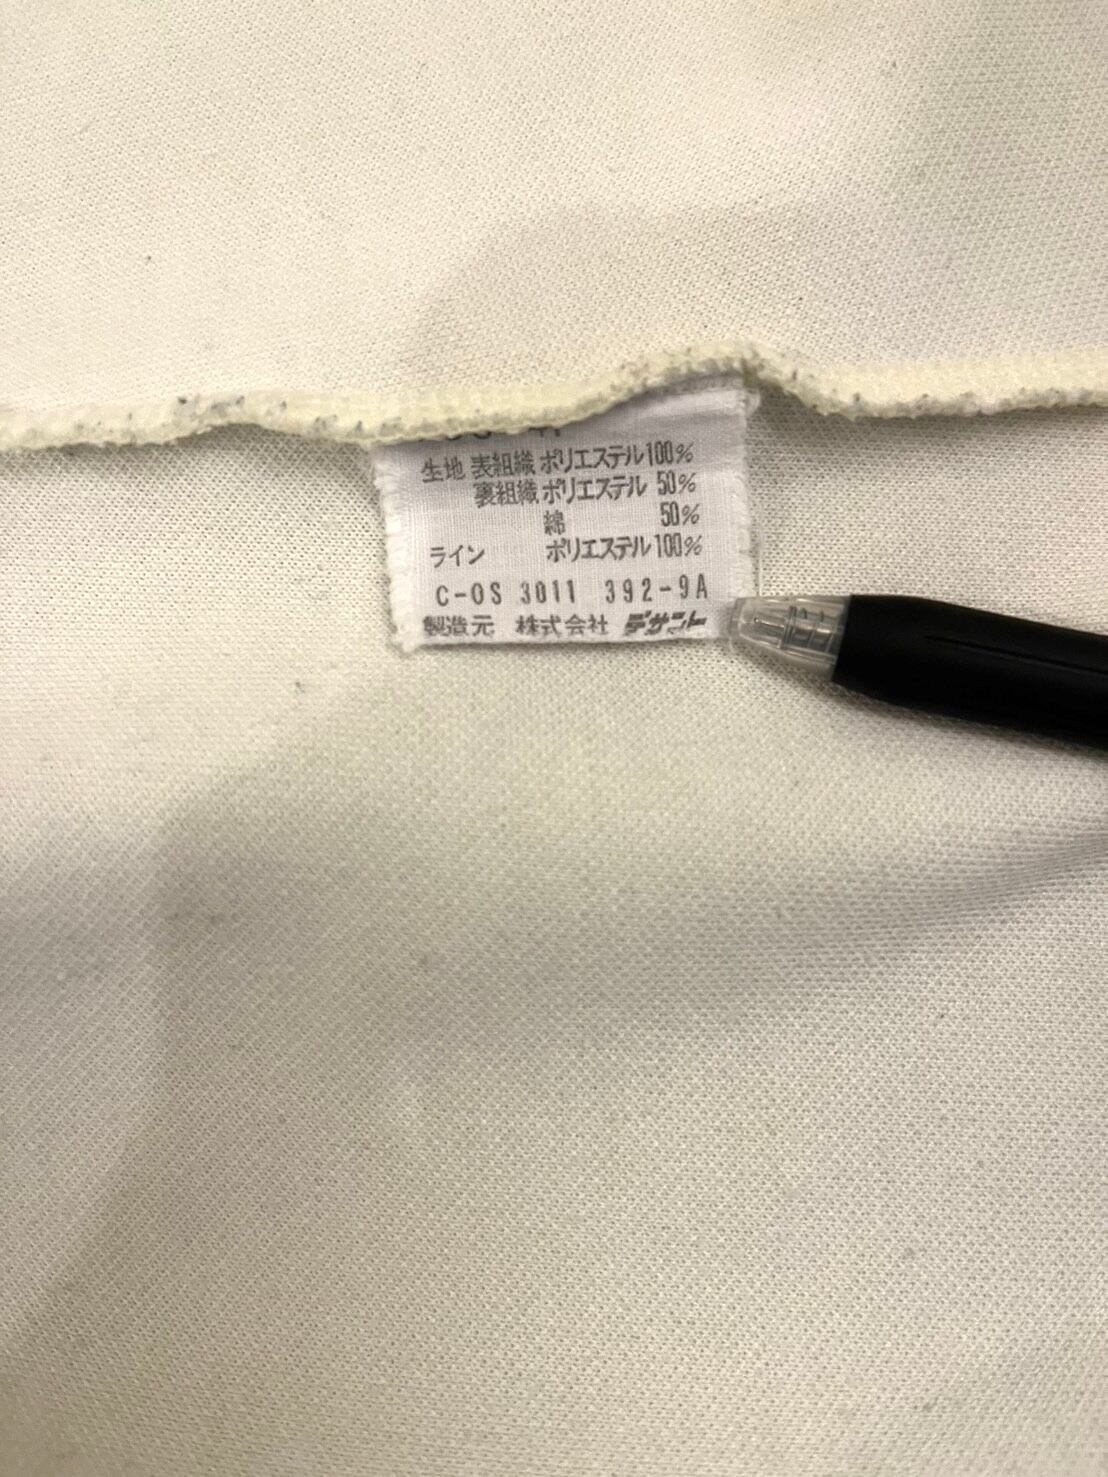 生地 表組織 ポリエステル100%
裏組織 ポリエステル 50%
綿 50%
ライン ポリエステル100%
C-OS 3011 392-9A
製造元 株式会社 デサント